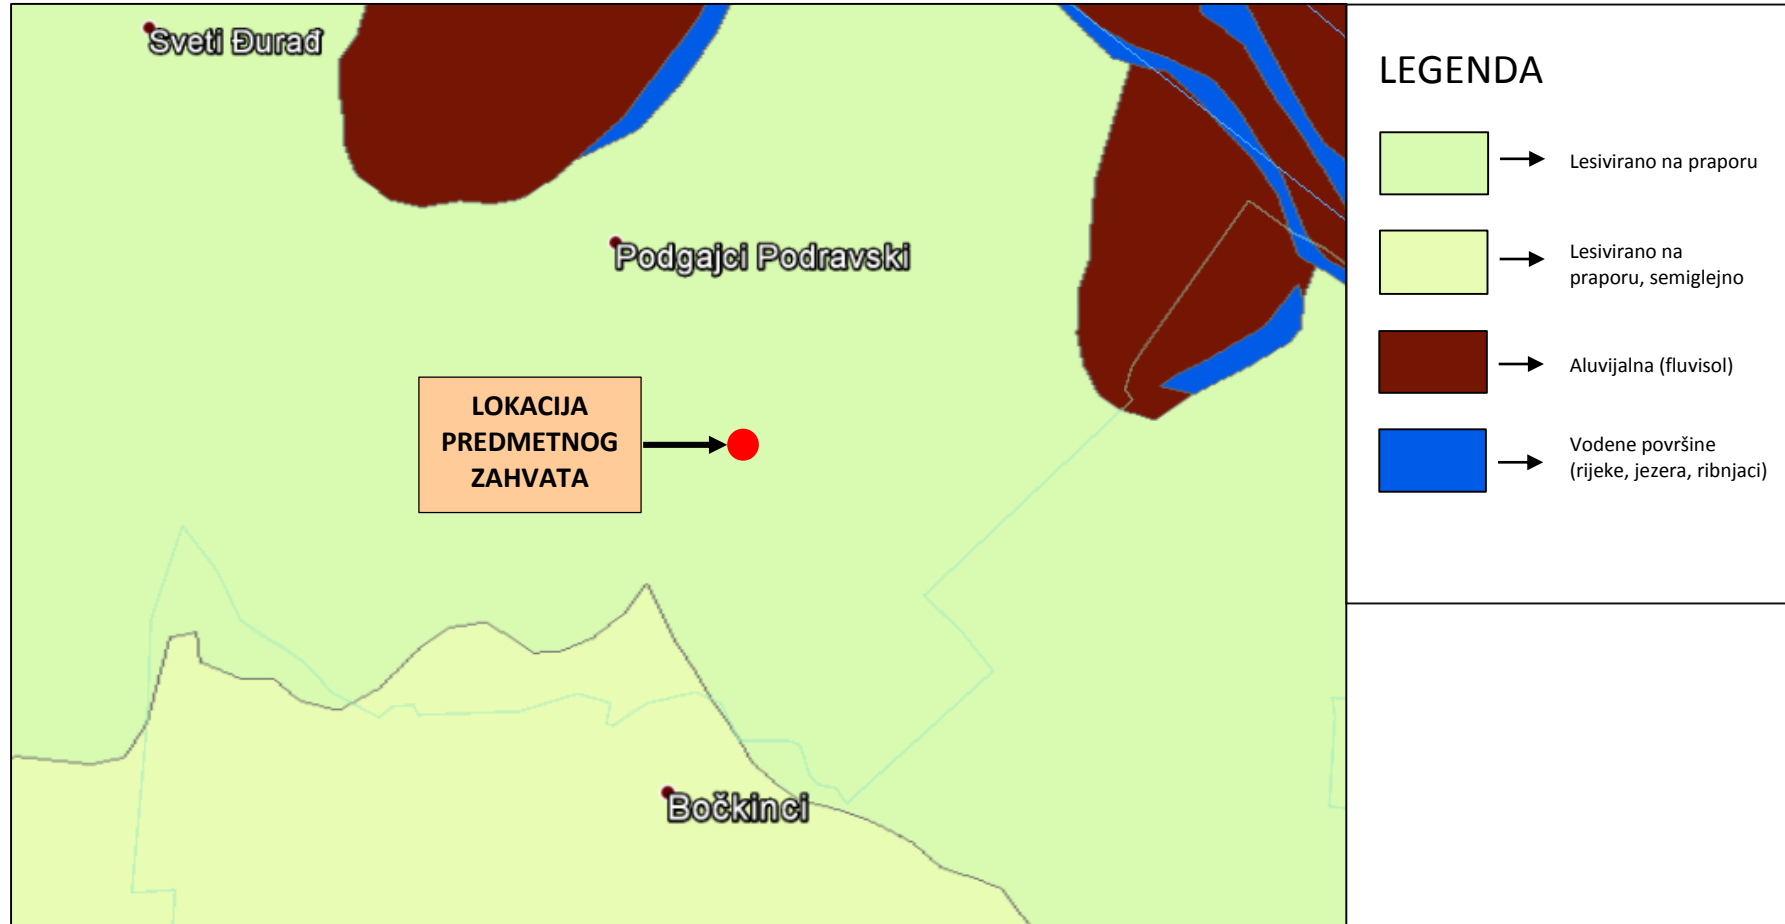 Sveti Đurađ
Podgajci Podravski
LOKACIJA
PREDMETNOG
ZAHVATA
Bočkinci
LEGENDA
Lesivirano na praporu
Lesivirano na
praporu, semiglejno
Aluvijalna (fluvisol)
Vodene površine
(rijeke, jezera, ribnjaci)